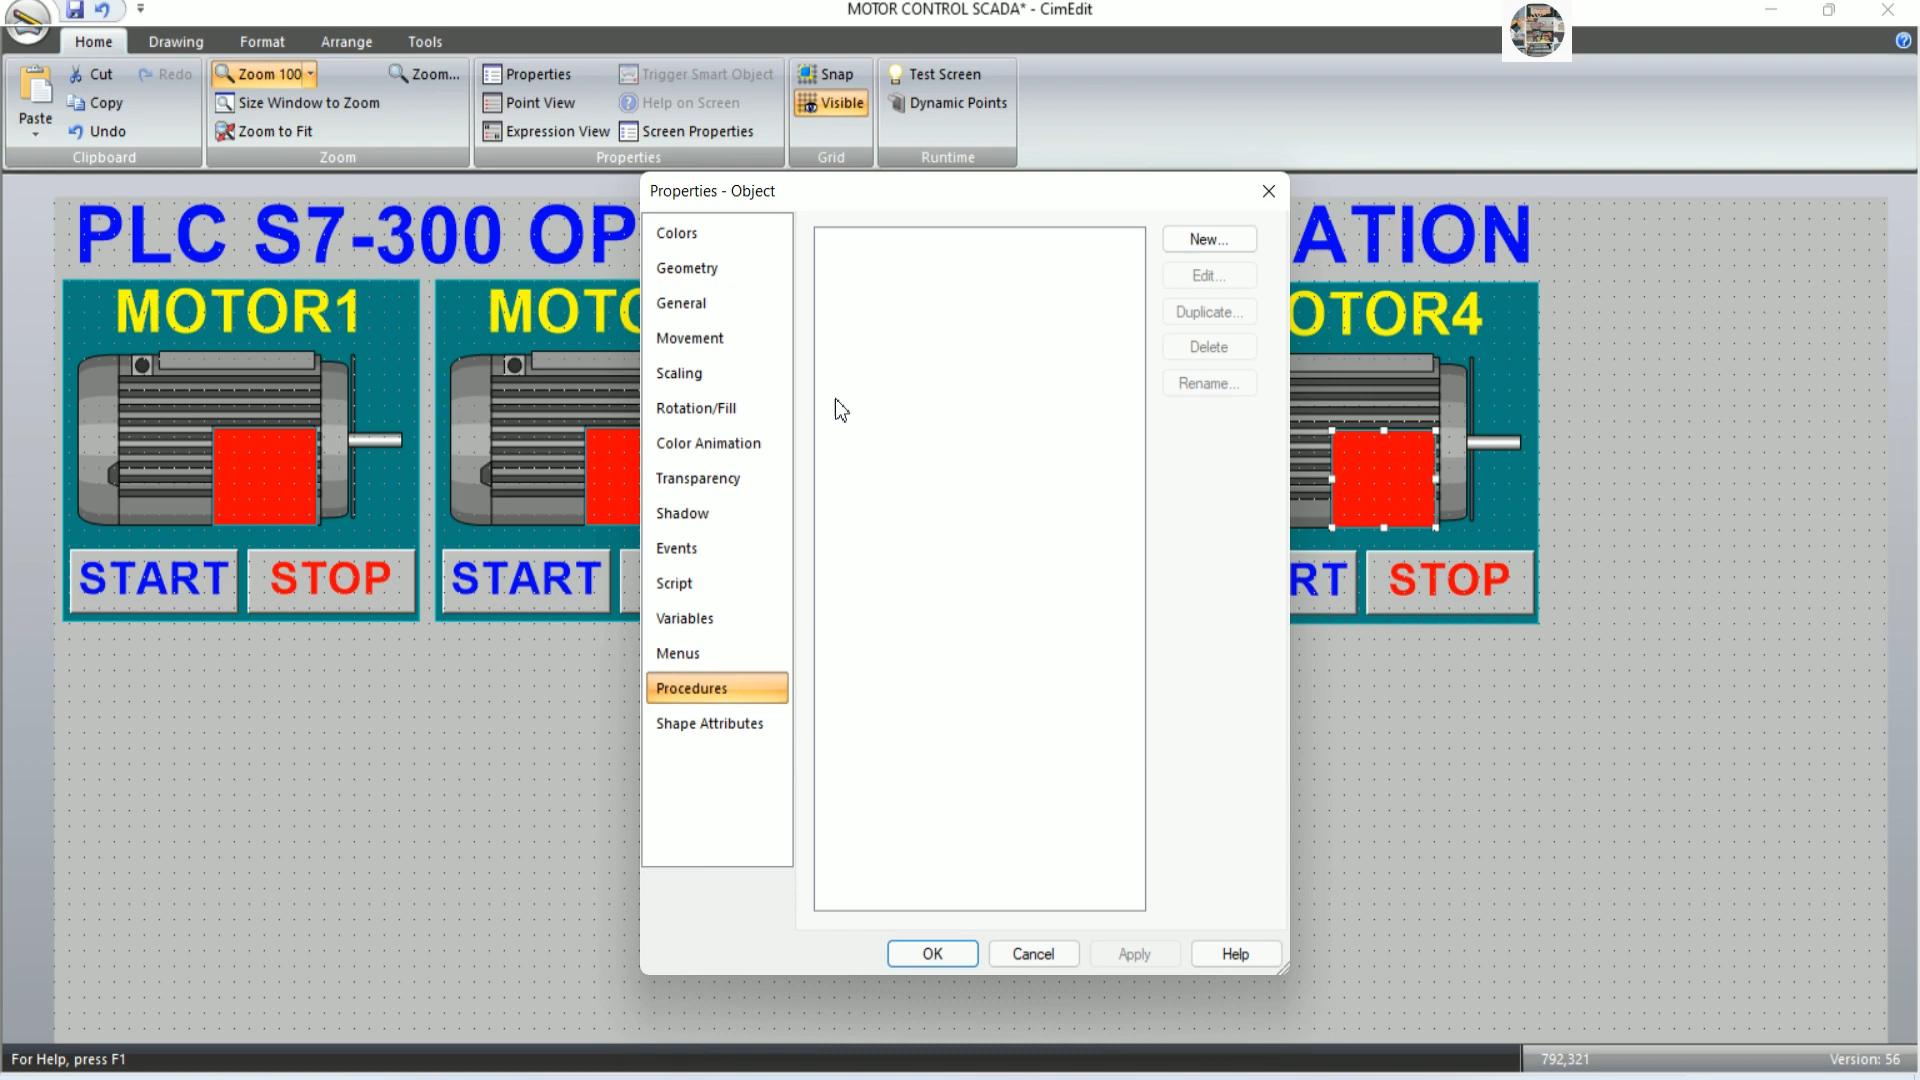 MOTOR CONTROL SCADA* - CimEdit
Home Drawing Format Arrange Tools
Paste
Cut
Copy
Undo
Redo
Clipboard
Zoom 100
Size Window to Zoom
Zoom to Fit
Zoom...
Zoom
Properties
Point View
Expression View
Trigger Smart Object
Help on Screen
Screen Properties
Properties
Snap
Visible
Grid
Test Screen
Dynamic Points
Runtime
PLC S7-300 OP
ATION
MOTOR1
MOTO
OTOR4
START STOP
START
RT STOP
Properties - Object
Colors
Geometry
General
Movement
Scaling
Rotation/Fill
Color Animation
Transparency
Shadow
Events
Script
Variables
Menus
Procedures
Shape Attributes
New...
Edit...
Duplicate...
Delete
Rename...
OK Cancel Apply Help
For Help, press F1
792,321
Version: 56